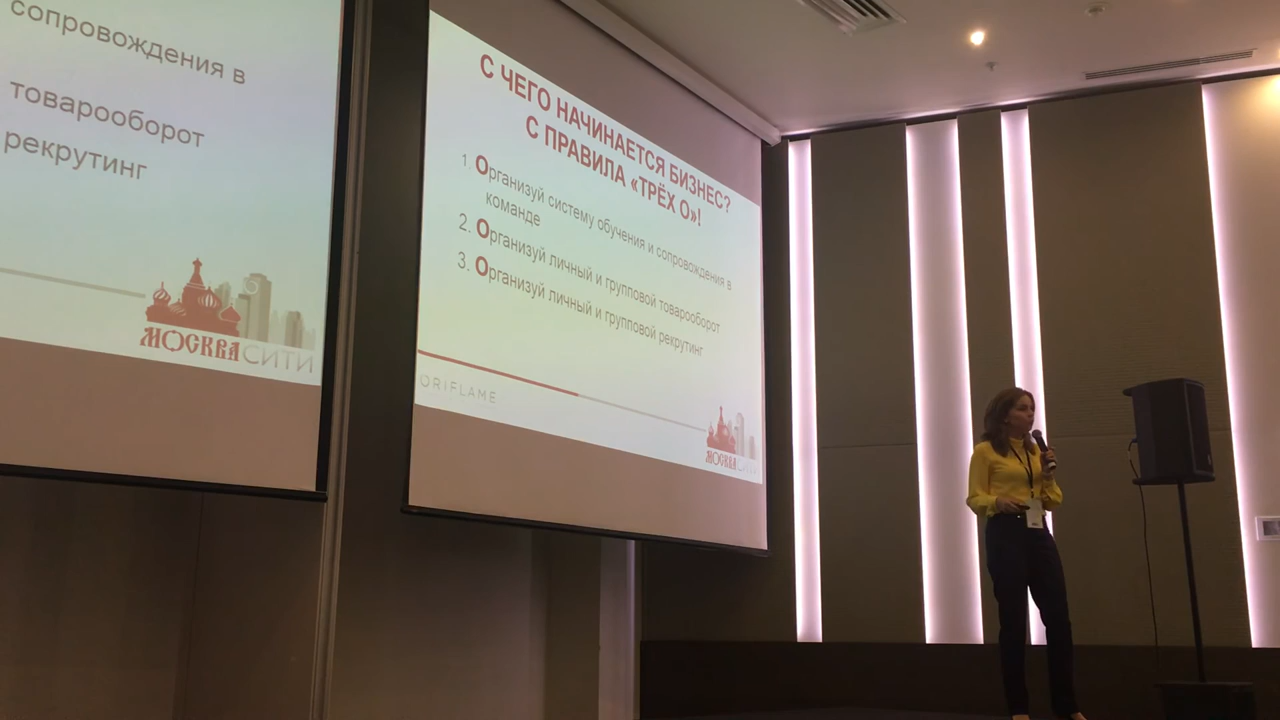 сопровождения в
товарооборот
рекрутинг
МОСКВА СИТИ
С ЧЕГО НАЧИНАЕТСЯ БИЗНЕС?
С ПРАВИЛА «ТРЁХ О»!
1. Организуй систему обучения и сопровождения в
команде
2. Организуй личный и групповой товарооборот
3. Организуй личный и групповой рекрутинг
ORIFLAME
МОСКВА СИТИ